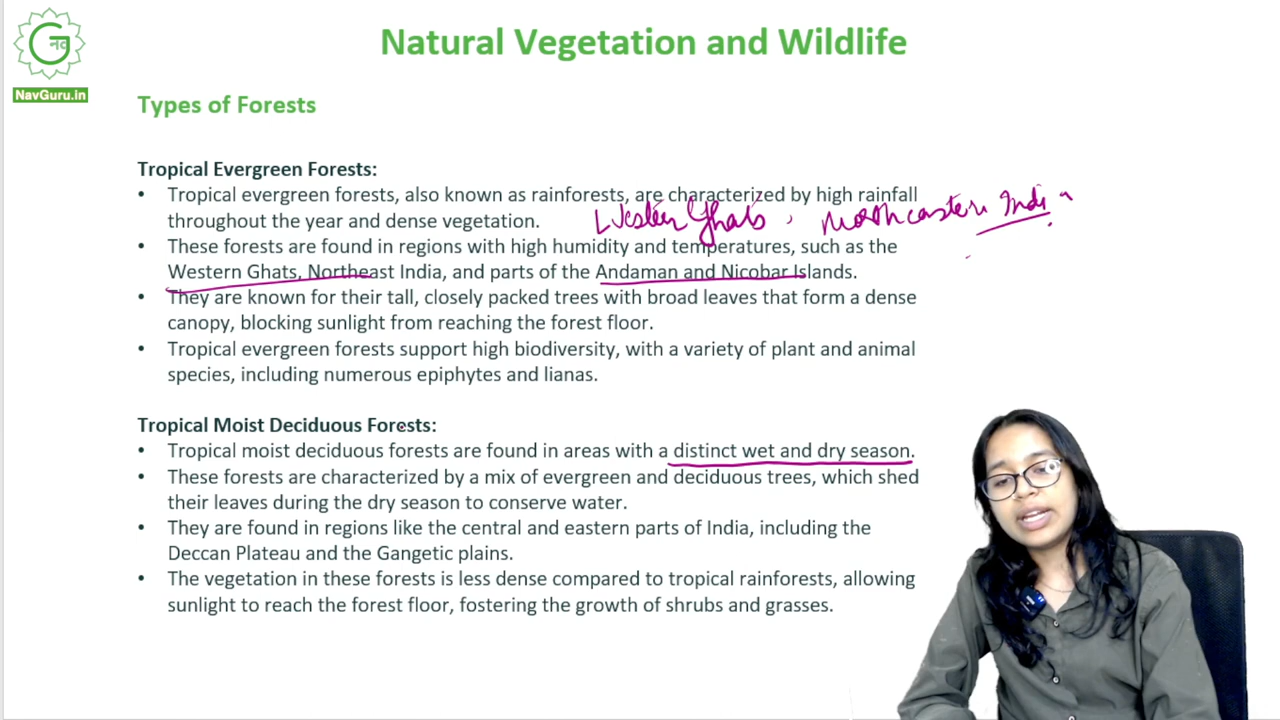 नव
NavGuru.in
Natural Vegetation and Wildlife
Types of Forests
Tropical Evergreen Forests:
• Tropical evergreen forests, also known as rainforests, are characterized by high rainfall
throughout the year and dense vegetation.
Western Ghats, Northeastern India
• These forests are found in regions with high humidity and temperatures, such as the
Western Ghats, Northeast India, and parts of the Andaman and Nicobar Islands.
• They are known for their tall, closely packed trees with broad leaves that form a dense
canopy, blocking sunlight from reaching the forest floor.
• Tropical evergreen forests support high biodiversity, with a variety of plant and animal
species, including numerous epiphytes and lianas.
Tropical Moist Deciduous Forests:
• Tropical moist deciduous forests are found in areas with a distinct wet and dry season.
• These forests are characterized by a mix of evergreen and deciduous trees, which shed
their leaves during the dry season to conserve water.
• They are found in regions like the central and eastern parts of India, including the
Deccan Plateau and the Gangetic plains.
• The vegetation in these forests is less dense compared to tropical rainforests, allowing
sunlight to reach the forest floor, fostering the growth of shrubs and grasses.